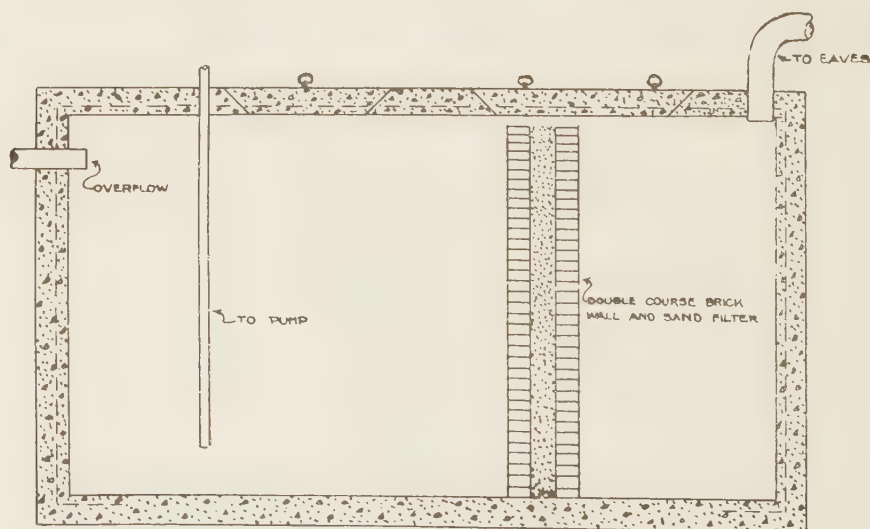 TO EAVES
OVERFLOW
TO PUMP
DOUBLE COURSE BRICK
WALL AND SAND FILTER